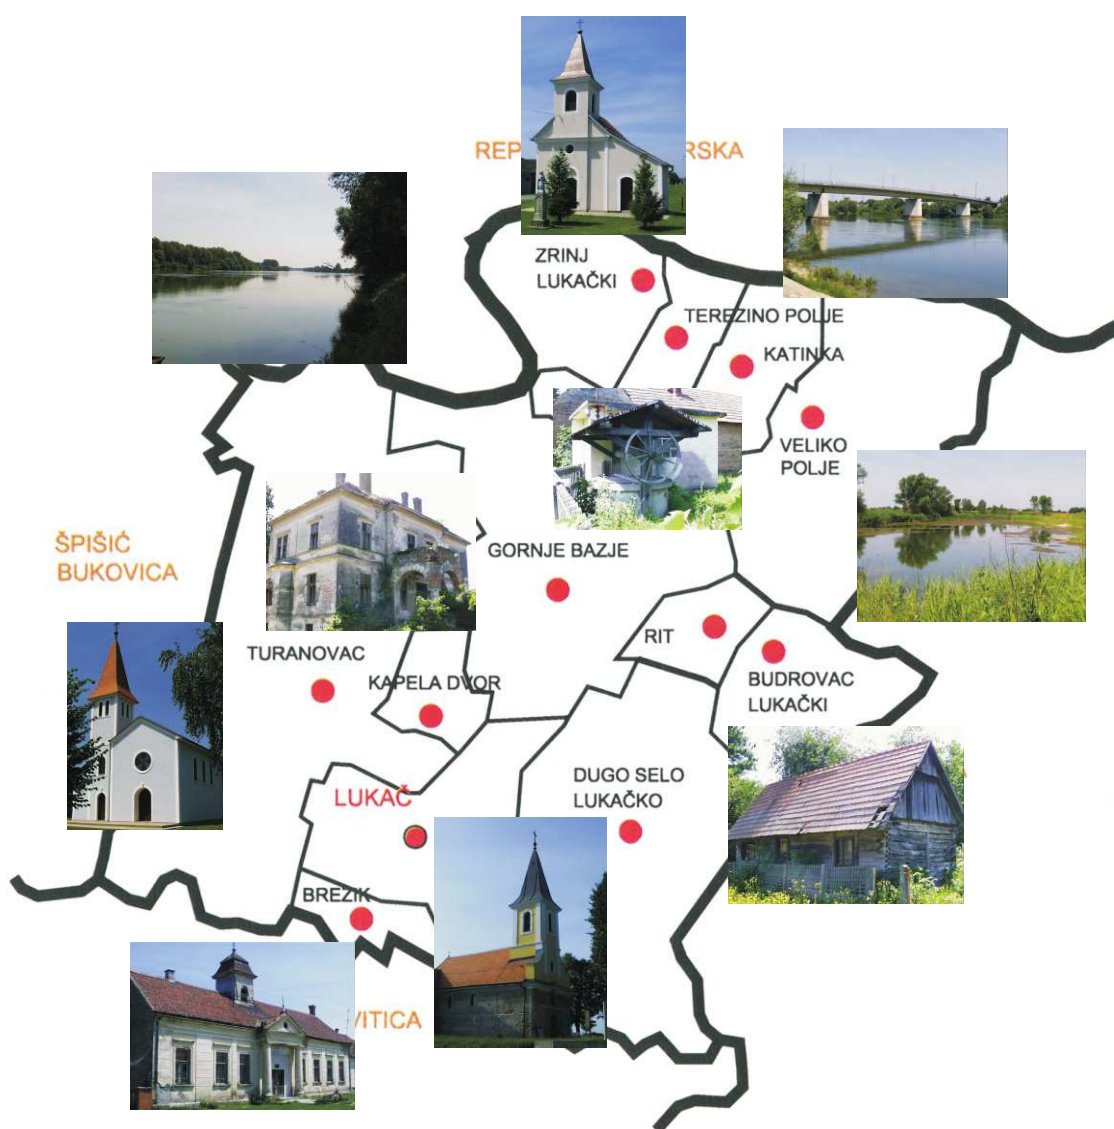 REP RSKA
ZRINJ
LUKAČKI
TEREZINO POLJE
KATINKA
VELIKO
POLJE
ŠPIŠIĆ
BUKOVICA
GORNJE BAZJE
RIT
TURANOVAC
KAPELA DVOR
BUDROVAC
LUKAČKI
DUGO SELO
LUKAČKO
LUKAČ
BREZIK
VITICA